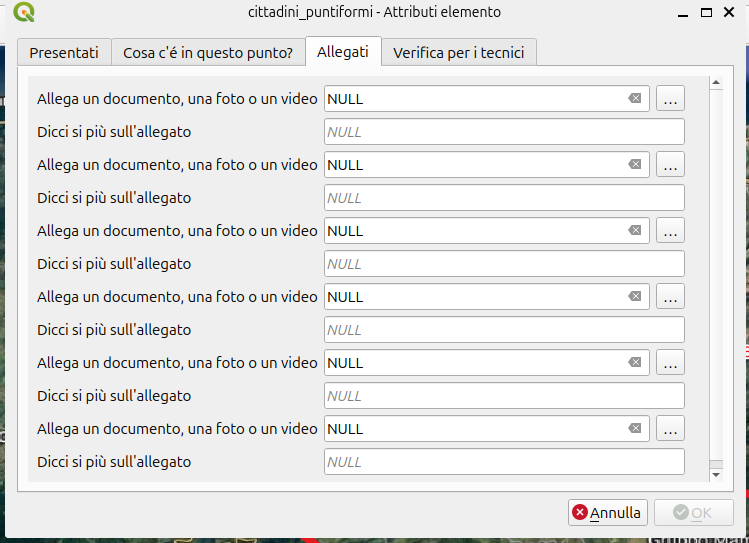 cittadini_puntiformi - Attributi elemento
Presentati Cosa c'é in questo punto? Allegati Verifica per i tecnici
Allega un documento, una foto o un video NULL ...
Dicci si più sull'allegato NULL
Allega un documento, una foto o un video NULL ...
Dicci si più sull'allegato NULL
Allega un documento, una foto o un video NULL ...
Dicci si più sull'allegato NULL
Allega un documento, una foto o un video NULL ...
Dicci si più sull'allegato NULL
Allega un documento, una foto o un video NULL ...
Dicci si più sull'allegato NULL
Allega un documento, una foto o un video NULL ...
Dicci si più sull'allegato NULL
Annulla OK